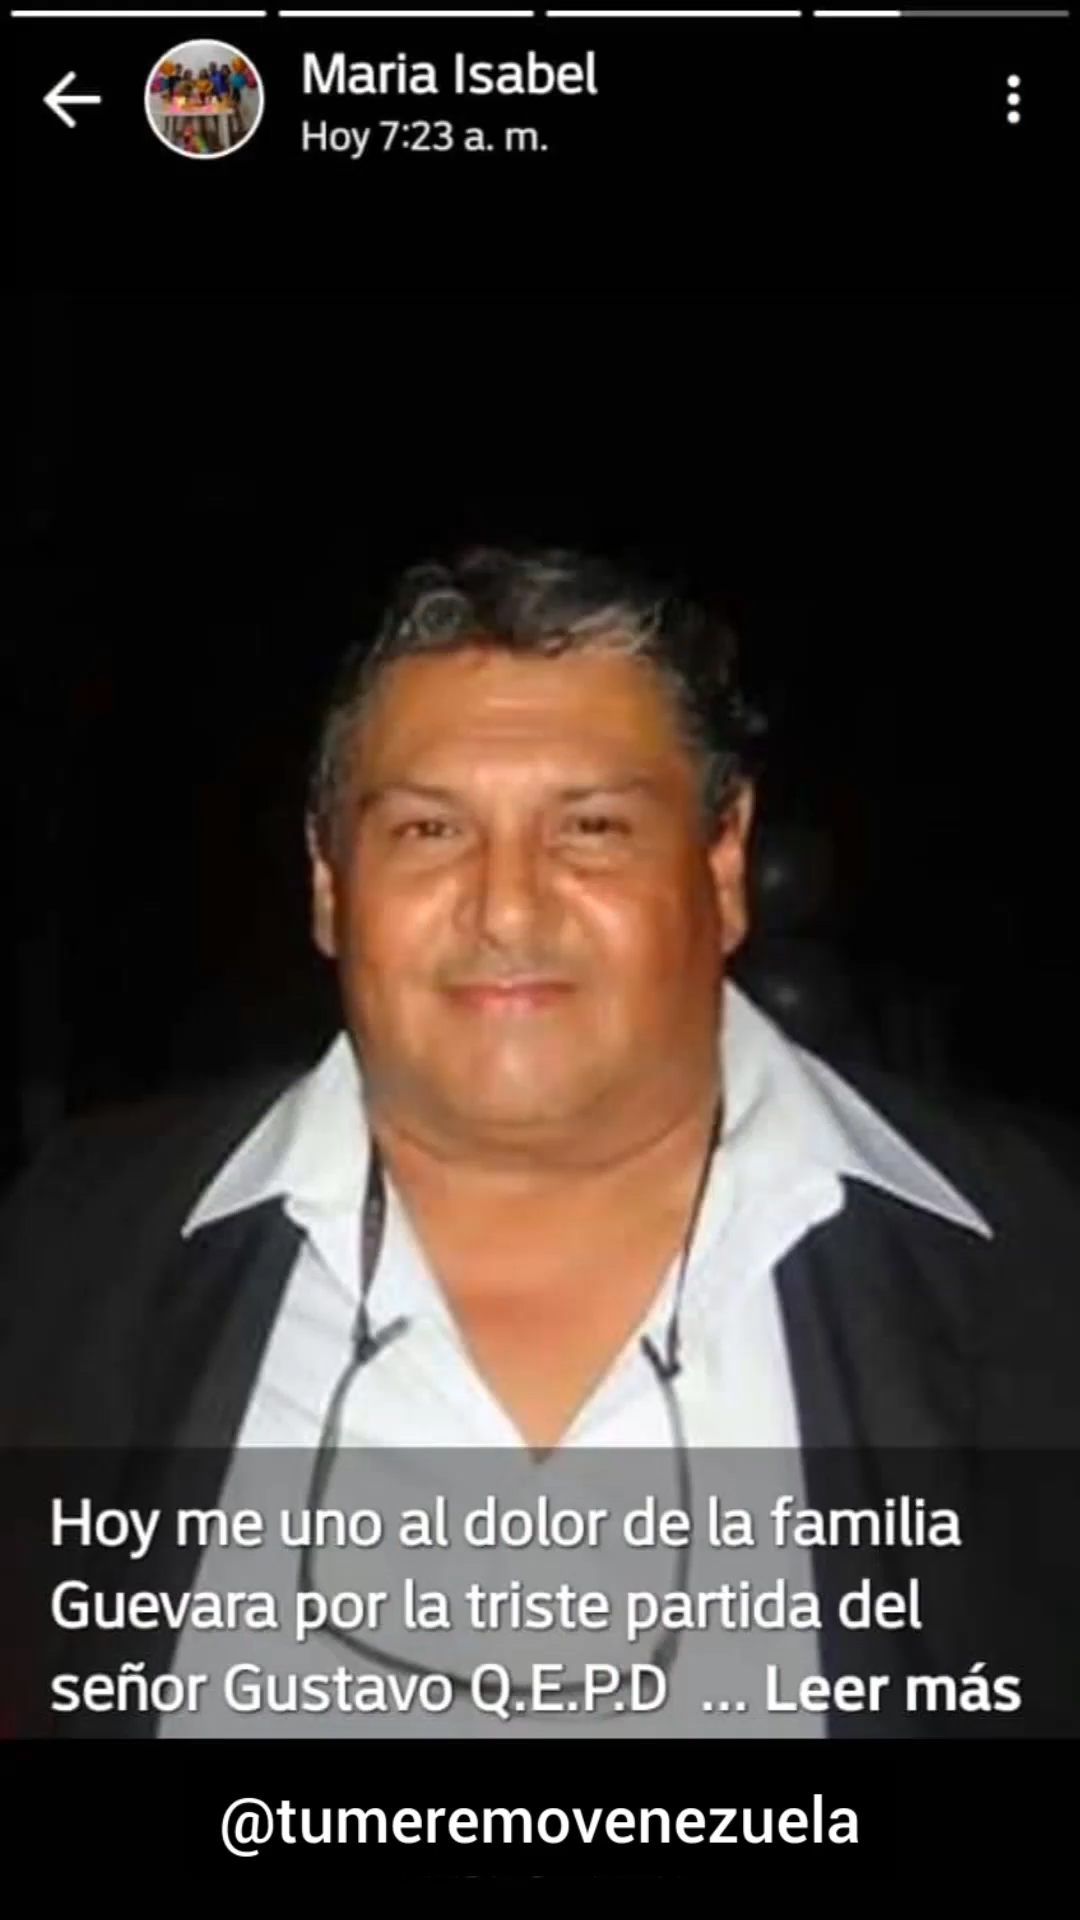 Maria Isabel
Hoy 7:23 a. m.
Hoy me uno al dolor de la familia
Guevara por la triste partida del
señor Gustavo Q.E.P.D ... Leer más
@tumeremovenezuela